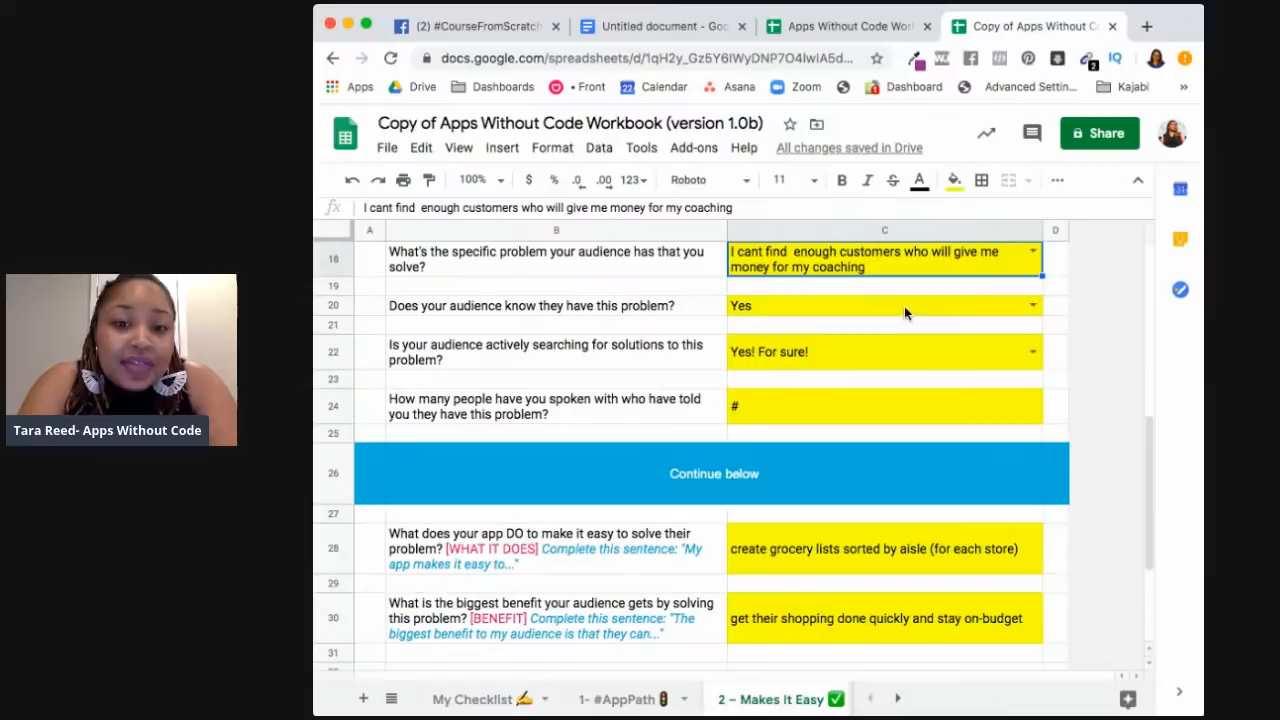 (2) #CourseFromScratch
Untitled document - Goo
Apps Without Code Wor
Copy of Apps Without Co
docs.google.com/spreadsheets/d/1qH2y_Gz5Y6IWyDNP7O4lwIA5d...
2
IQ
Apps
Drive
Dashboards
• Front
22
Calendar
Asana
Zoom
Dashboard
Advanced Settin...
Kajabi
»
Copy of Apps Without Code Workbook (version 1.0b)
File Edit View Insert Format Data Tools Add-ons Help All changes saved in Drive
Share
100% $ % .0 .00 123 Roboto 11 B I S A
fx I cant find enough customers who will give me money for my coaching
A B C D
18
What's the specific problem your audience has that you
solve?
I cant find enough customers who will give me
money for my coaching
19
20
Does your audience know they have this problem?
Yes
21
22
Is your audience actively searching for solutions to this
problem?
Yes! For sure!
23
24
How many people have you spoken with who have told
you they have this problem?
#
25
26
Continue below
27
28
What does your app DO to make it easy to solve their
problem? [WHAT IT DOES] Complete this sentence: "My
app makes it easy to..."
create grocery lists sorted by aisle (for each store)
29
30
What is the biggest benefit your audience gets by solving
this problem? [BENEFIT] Complete this sentence: "The
biggest benefit to my audience is that they can..."
get their shopping done quickly and stay on-budget
31
My Checklist ✍
1- #AppPath 🚦
2 – Makes It Easy ✅
Tara Reed- Apps Without Code